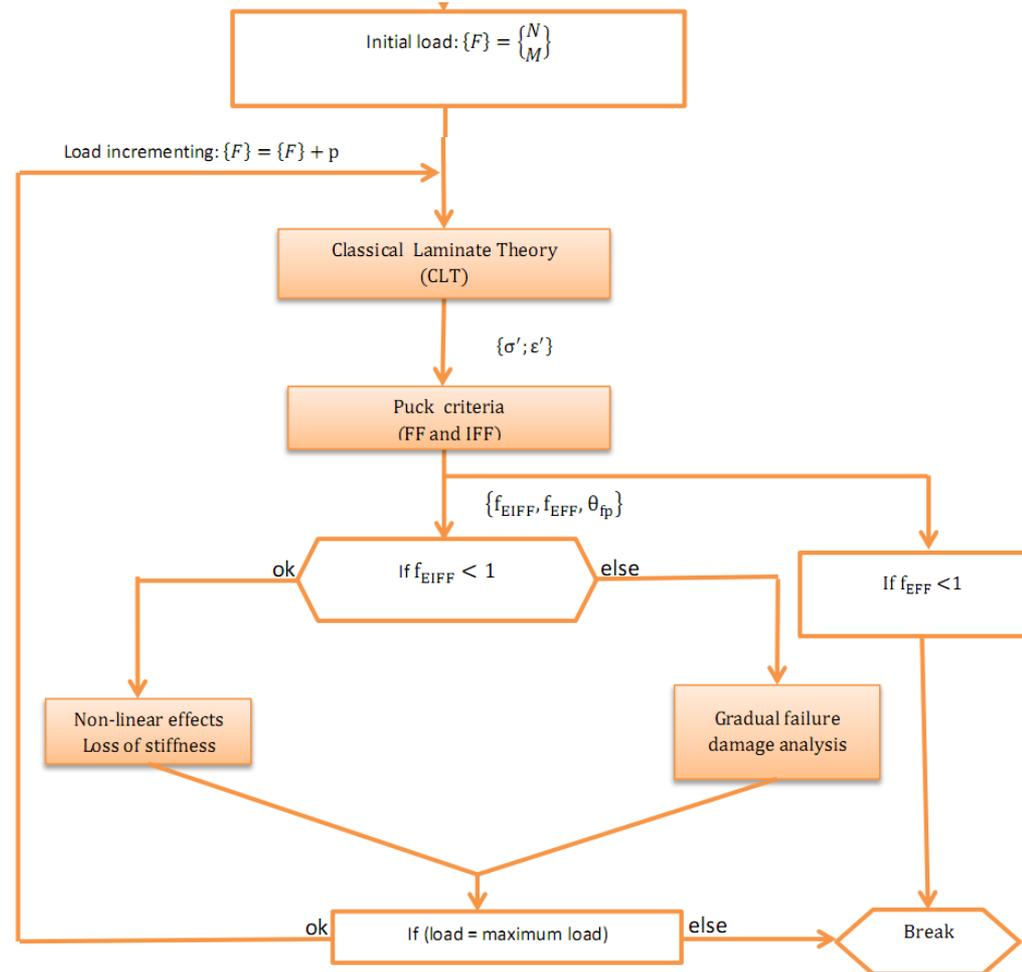 Initial load: {F} = {N
M}
Load incrementing: {F} = {F} + p
Classical Laminate Theory
(CLT)
{σ′; ε′}
Puck criteria
(FF and IFF)
{f_EIFF, f_EFF, θ_fp}
ok
If f_EIFF < 1
else
If f_EFF <1
Non-linear effects
Loss of stiffness
Gradual failure
damage analysis
ok
If (load = maximum load)
else
Break